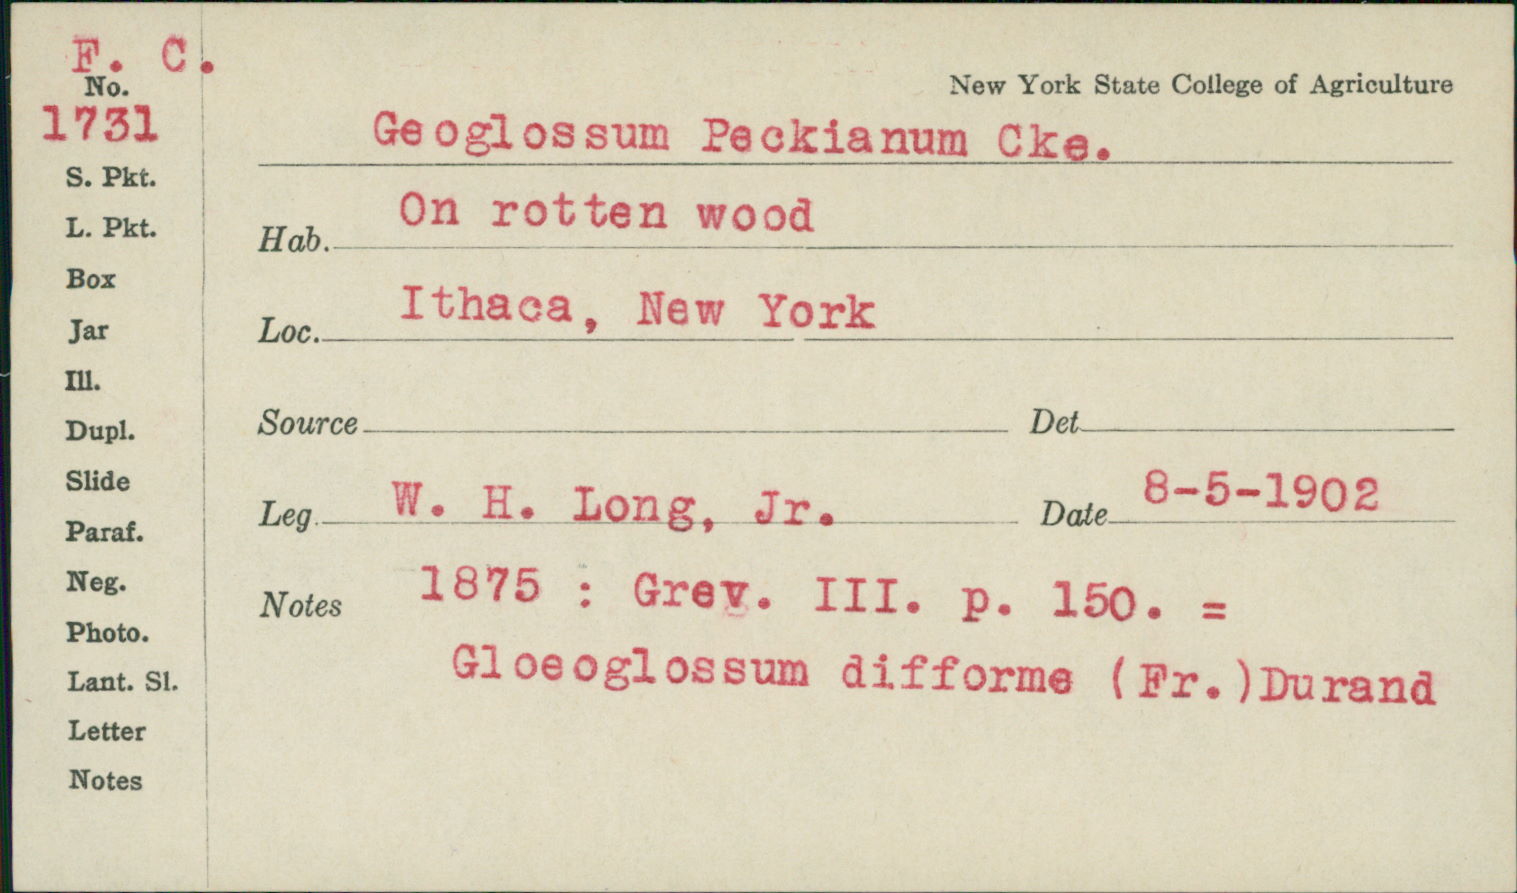 F. C.
No.
1731
S. Pkt.
L. Pkt.
Box
Jar
Ill.
Dupl.
Slide
Paraf.
Neg.
Photo.
Lant. Sl.
Letter
Notes
New York State College of Agriculture
Geoglossum Peckianum Cke.
Hab. On rotten wood
Loc. Ithaca, New York
Source Det
Leg. W. H. Long, Jr. Date 8-5-1902
Notes 1875 : Grev. III. p. 150. =
Gloeoglossum difforme (Fr.)Durand